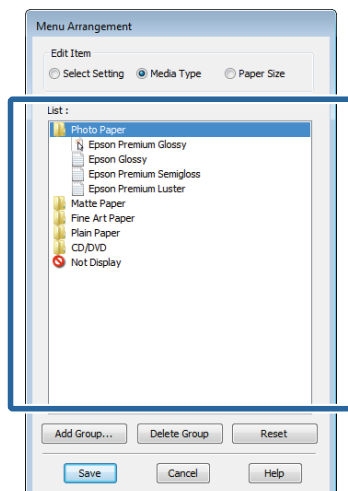 Menu Arrangement
Edit Item
Select Setting Media Type Paper Size
List :
Photo Paper
Epson Premium Glossy
Epson Glossy
Epson Premium Semigloss
Epson Premium Luster
Matte Paper
Fine Art Paper
Plain Paper
CD/DVD
Not Display
Add Group... Delete Group Reset
Save Cancel Help